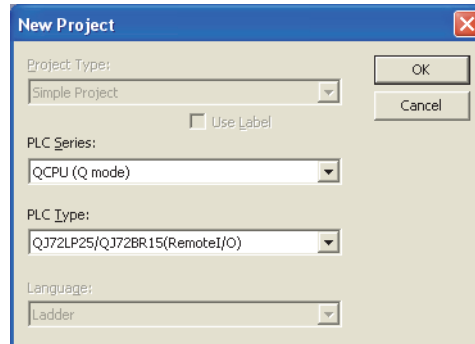 New Project
Project Type:
Simple Project
Use Label
PLC Series:
QCPU (Q mode)
PLC Type:
QJ72LP25/QJ72BR15(RemoteI/O)
Language:
Ladder
OK
Cancel